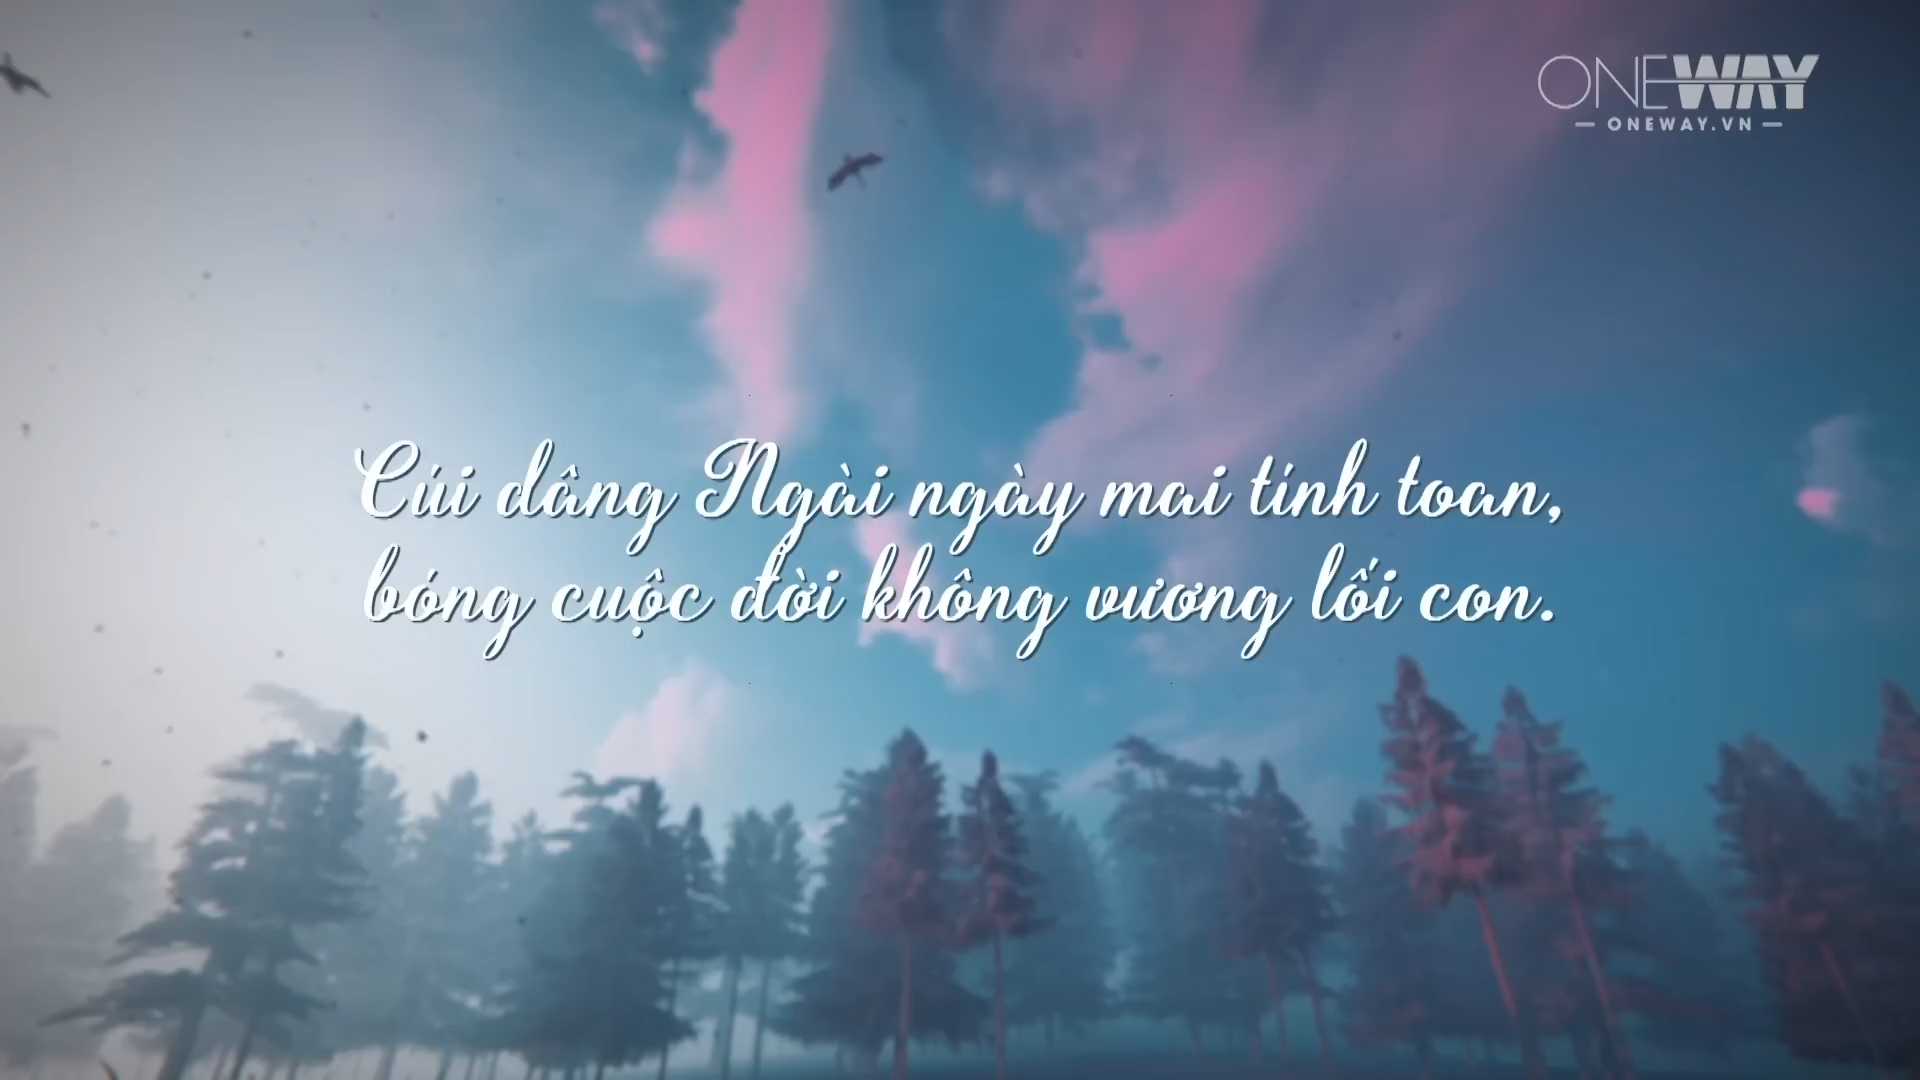 ONEWAY
ONEWAY.VN
Cúi dâng Ngài ngày mai tính toan,
bóng cuộc đời không vương lối con.